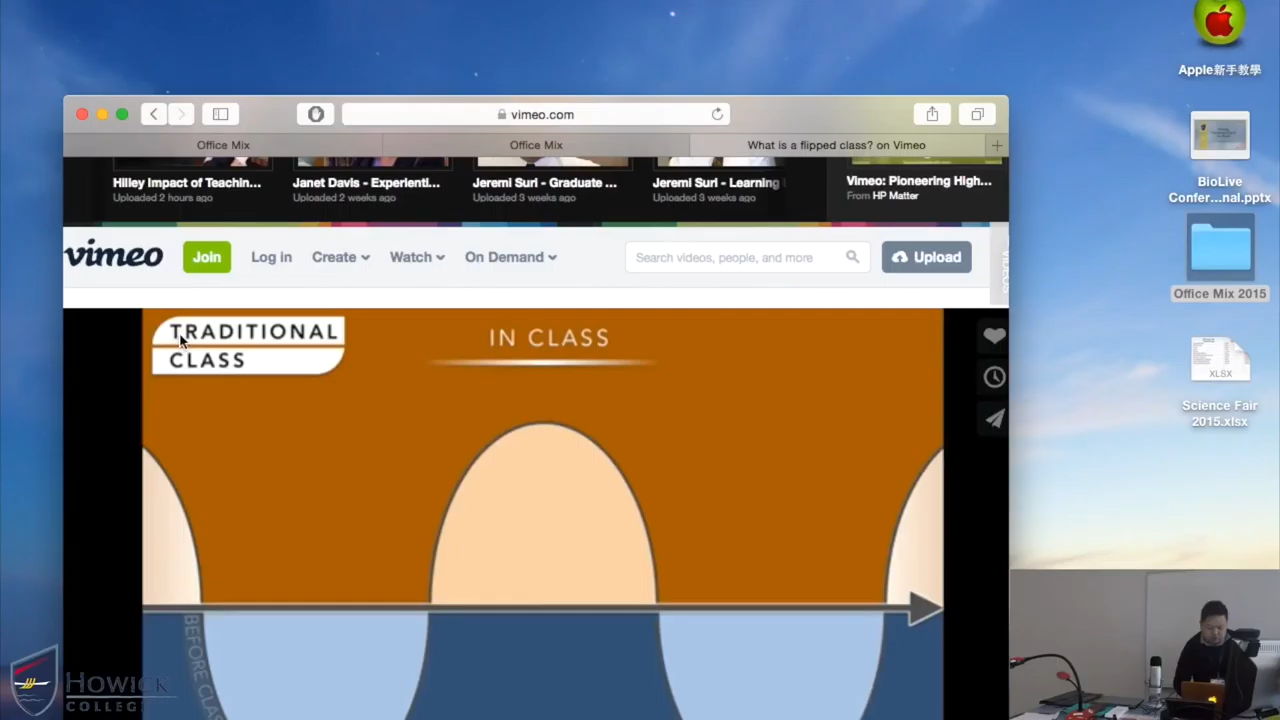 Apple新手教學
vimeo.com
Office Mix
Office Mix
What is a flipped class? on Vimeo
Hilley Impact of Teachin...
Janet Davis - Experienti...
Jeremi Suri - Graduate ...
Jeremi Suri - Learning
Vimeo: Pioneering High...
Uploaded 2 hours ago
Uploaded 2 weeks ago
Uploaded 3 weeks ago
Uploaded 3 weeks ago
From HP Matter
BioLive
Confer...nal.pptx
vimeo
Join
Log in
Create
Watch
On Demand
Search videos, people, and more
Upload
Office Mix 2015
TRADITIONAL
CLASS
IN CLASS
XLSX
Science Fair
2015.xlsx
BEFORE CLAS
HOWICK
COLLEGE